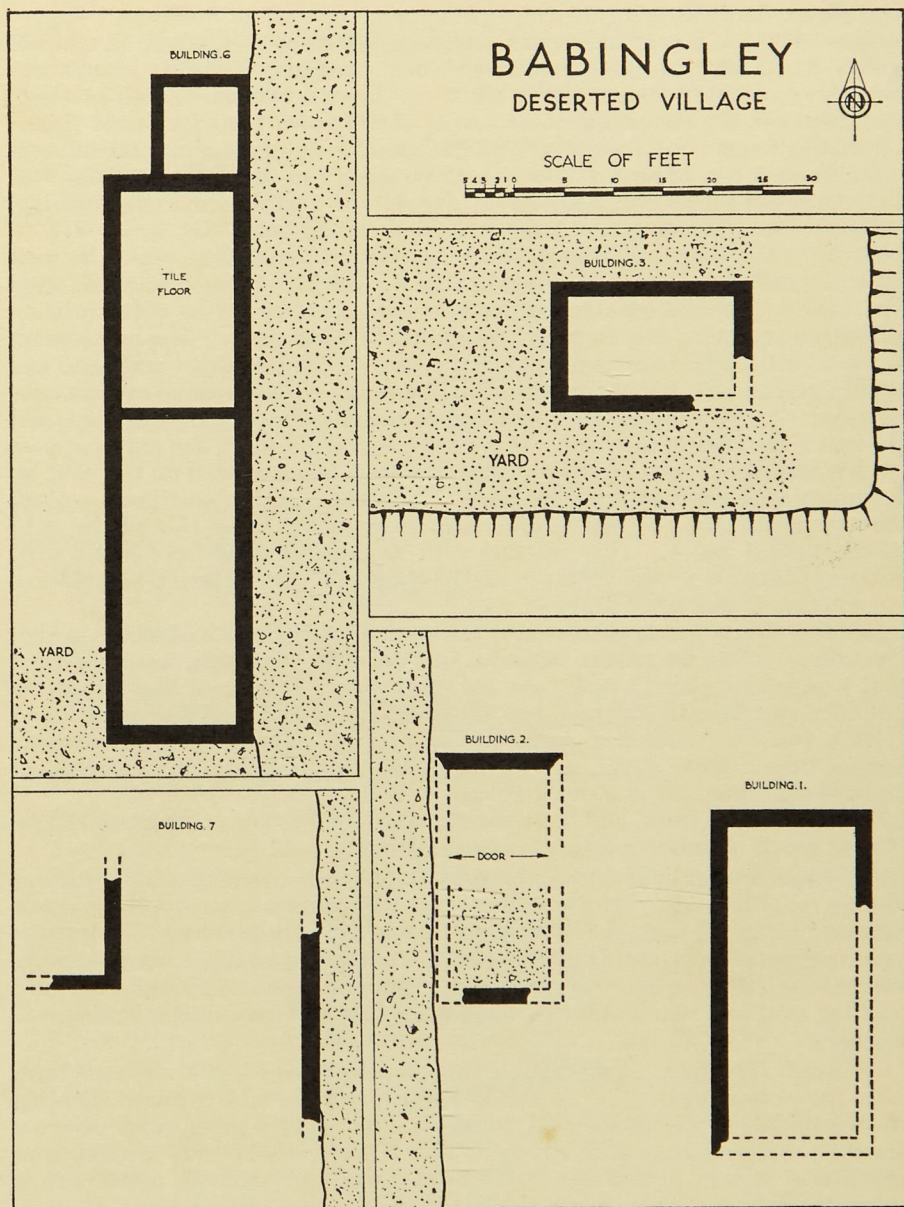 BABINGLEY
DESERTED VILLAGE
N
SCALE OF FEET
5 4 3 2 1 0 5 10 15 20 25 30
BUILDING.6
TILE
FLOOR
YARD
BUILDING.3.
YARD
BUILDING.7
BUILDING.2.
DOOR
BUILDING.1.